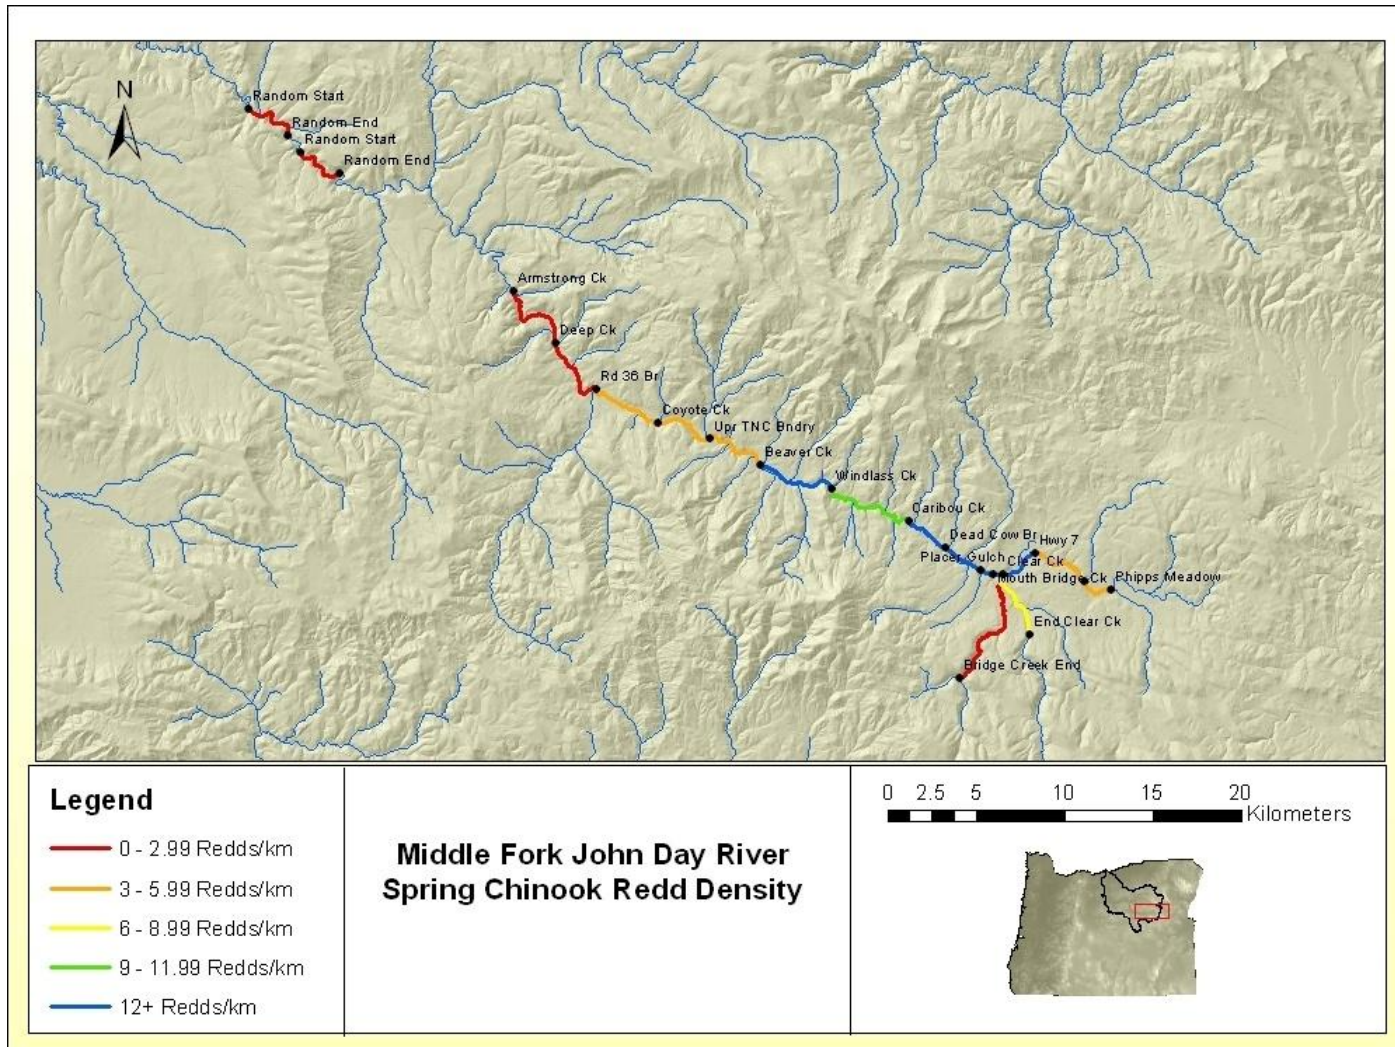 N
Random Start
Random End
Random Start
Random End
Armstrong Ck
Deep Ck
Rd 36 Br
Coyote Ck
Upr TNC Bndry
Beaver Ck
Windlass Ck
Caribou Ck
Dead Cow Br
Hwy 7
Placer Gulch
Clear Ck
Mouth Bridge Ck
Phipps Meadow
End Clear Ck
Bridge Creek End
Legend
0 - 2.99 Redds/km
3 - 5.99 Redds/km
6 - 8.99 Redds/km
9 - 11.99 Redds/km
12+ Redds/km
Middle Fork John Day River
Spring Chinook Redd Density
0 2.5 5 10 15 20
Kilometers